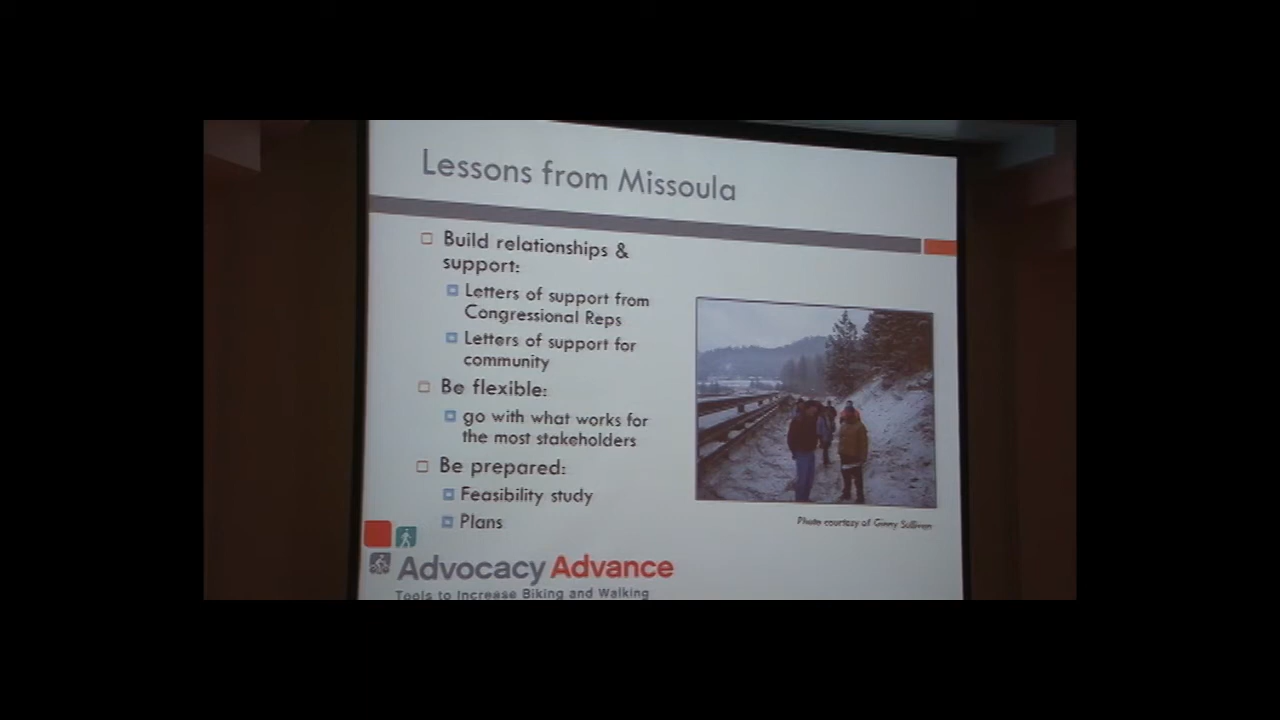 Lessons from Missoula
Build relationships &
support:
Letters of support from
Congressional Reps
Letters of support for
community
Be flexible:
go with what works for
the most stakeholders
Be prepared:
Feasibility study
Plans
Photo courtesy of Ginny Sullivan
Advocacy Advance
Tools to Increase Biking and Walking